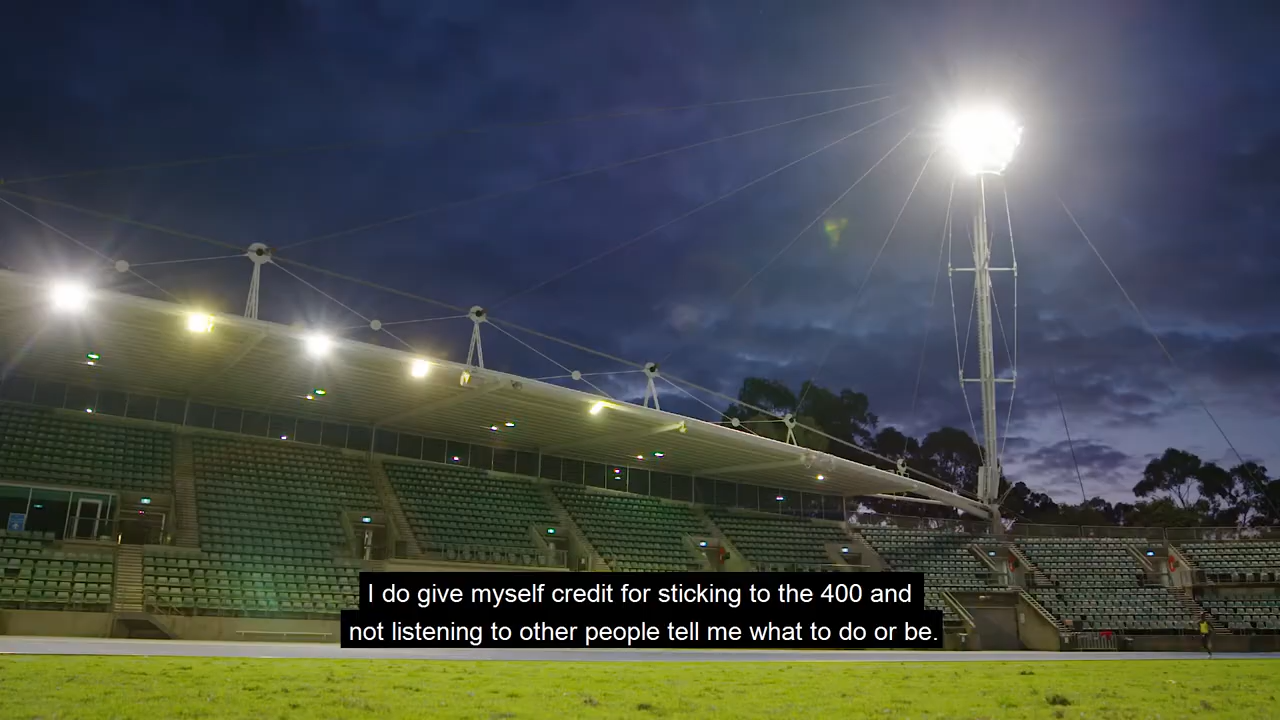 I do give myself credit for sticking to the 400 and
not listening to other people tell me what to do or be.